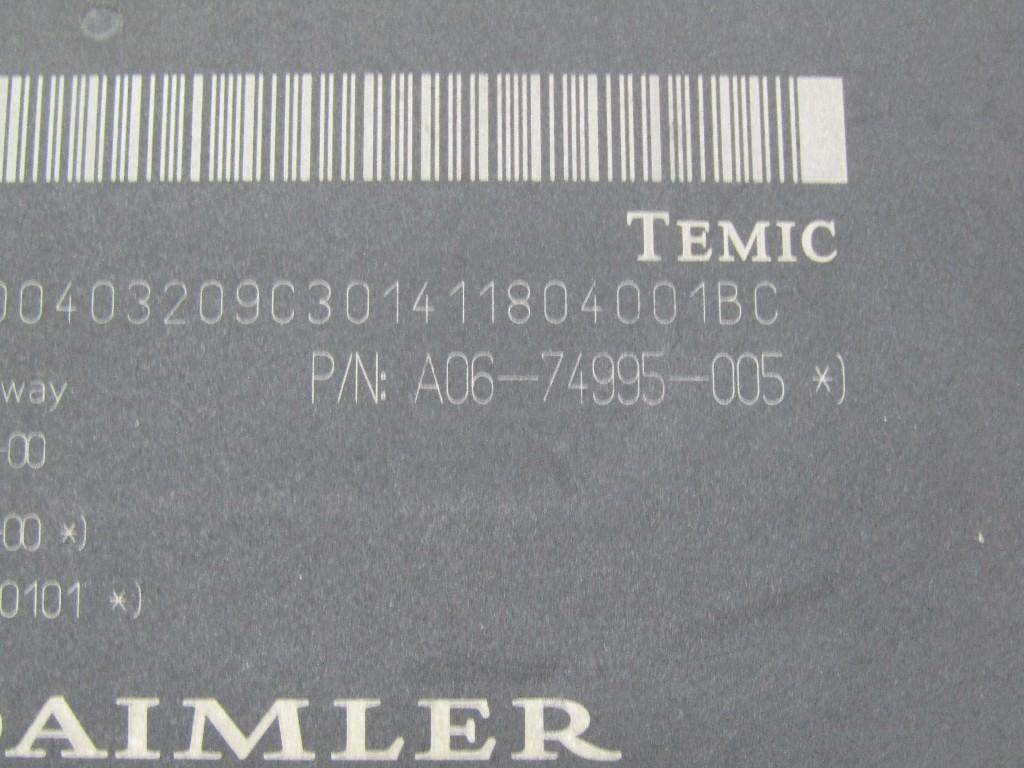 TEMIC
00403209C301411804001BC
way P/N: A06-74995-005 *)
-00
-00 *)
0101 *)
DAIMLER